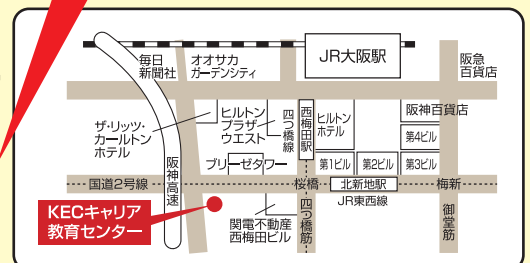 毎日
新聞社
オオサカ
ガーデンシティ
JR大阪駅
阪急
百貨店
ザ・リッツ・
カールトン
ホテル
ヒルトン
プラザ
ウエスト
四つ橋線
西梅田駅
ヒルトン
ホテル
阪神百貨店
第4ビル
阪神高速
ブリーゼタワー
第1ビル
第2ビル
第3ビル
国道2号線
桜橋
北新地駅
梅新
JR東西線
KECキャリア
教育センター
関電不動産
西梅田ビル
四つ橋筋
御堂筋